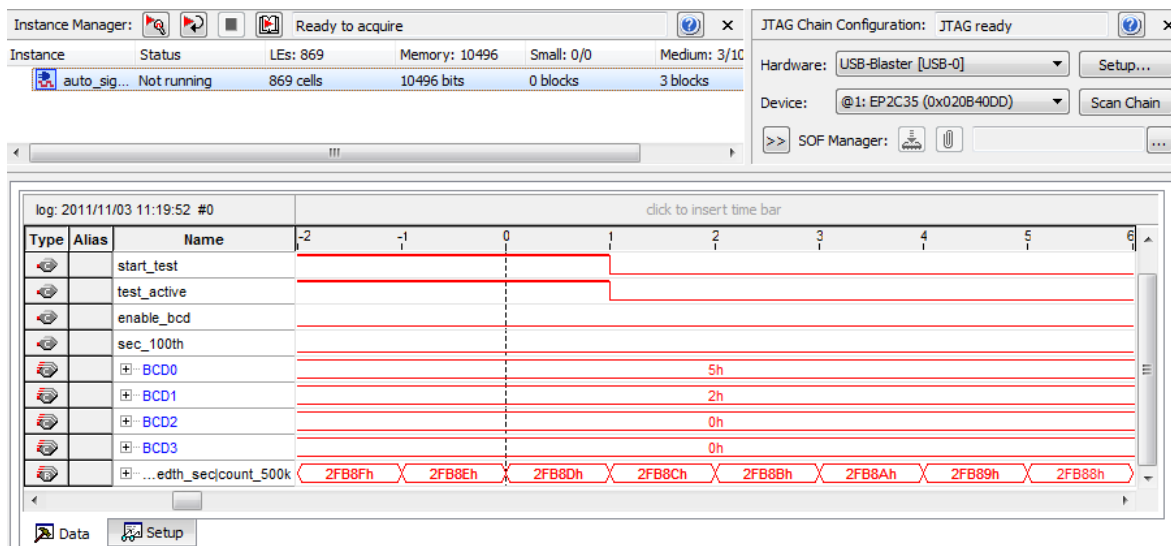 Instance Manager: Ready to acquire
JTAG Chain Configuration: JTAG ready
Instance Status LEs: 869 Memory: 10496 Small: 0/0 Medium: 3/10
auto_sig... Not running 869 cells 10496 bits 0 blocks 3 blocks
Hardware: USB-Blaster [USB-0] Setup...
Device: @1: EP2C35 (0x020B40DD) Scan Chain
>> SOF Manager: ...
log: 2011/11/03 11:19:52 #0 click to insert time bar
Type Alias Name -2 -1 0 1 2 3 4 5 6
start_test
test_active
enable_bcd
sec_100th
BCD0 5h
BCD1 2h
BCD2 0h
BCD3 0h
...edth_sec|count_500k 2FB8Fh 2FB8Eh 2FB8Dh 2FB8Ch 2FB8Bh 2FB8Ah 2FB89h 2FB88h
Data Setup